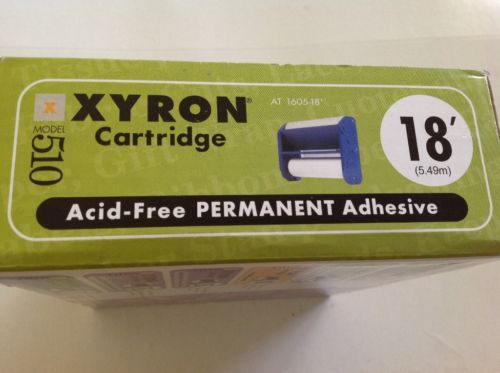 X XYRON®
AT 1605-18'
MODEL
510
Cartridge
18'
(5.49m)
Acid-Free PERMANENT Adhesive